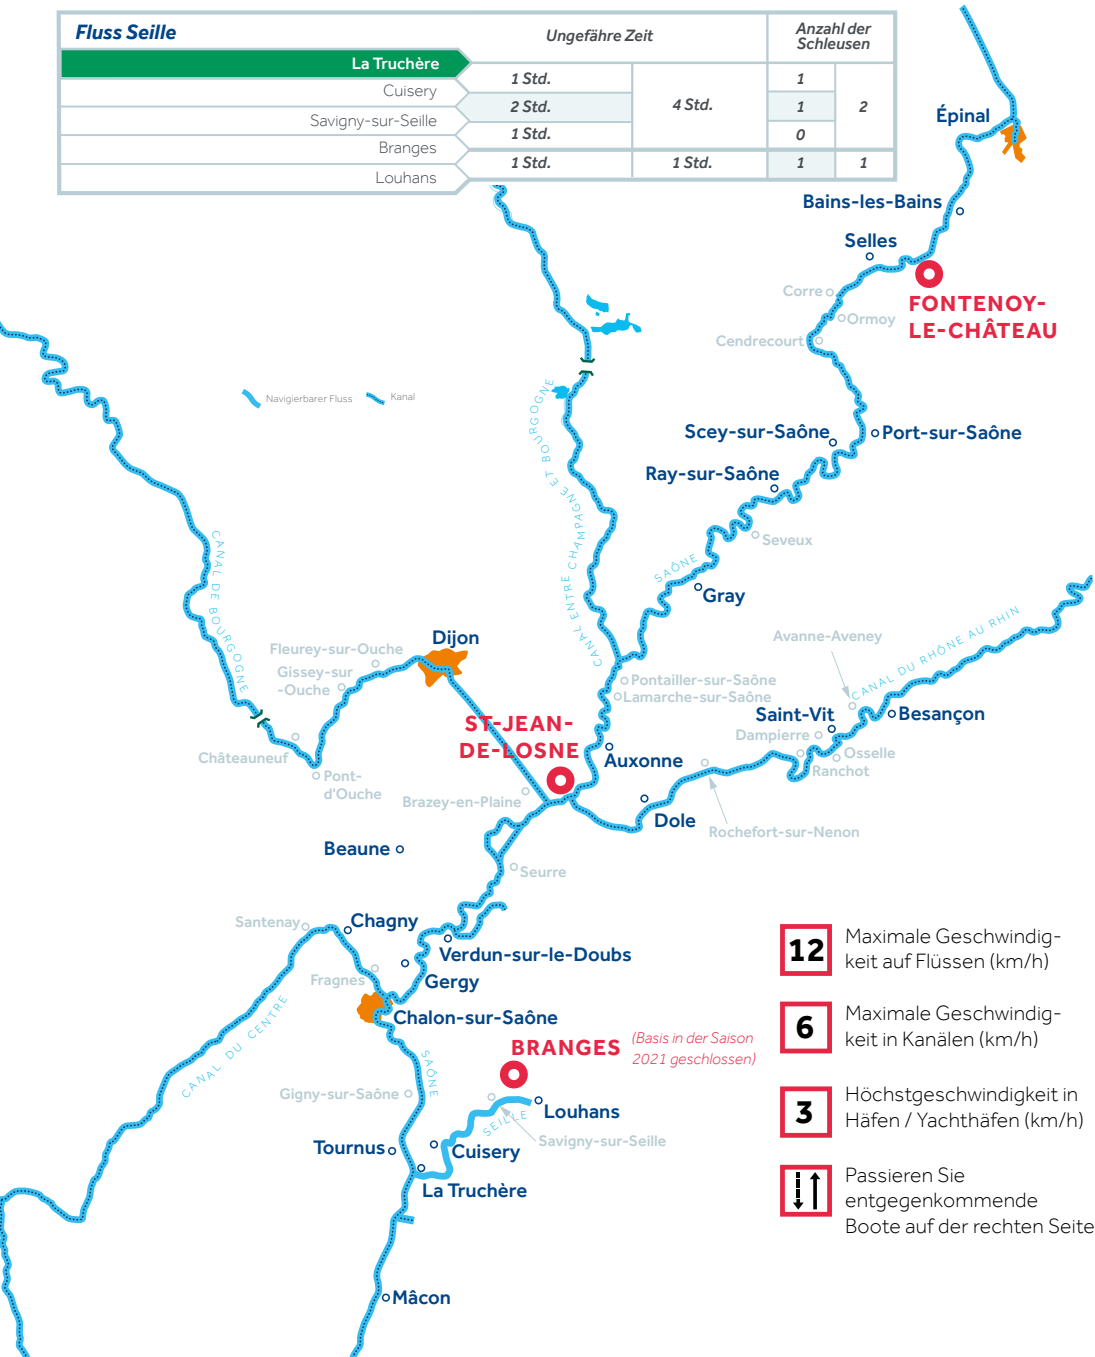 Fluss Seille
Ungefähre Zeit
Anzahl der
Schleusen
La Truchère
Cuisery
Savigny-sur-Seille
Branges
Louhans
1 Std.
2 Std.
1 Std.
1 Std.
4 Std.
1 Std.
1
1
0
1
2
1
Épinal
Bains-les-Bains
Selles
Corre
FONTENOY-
LE-CHÂTEAU
Ormoy
Cendrecourt
Navigierbarer Fluss
Kanal
CANAL ENTRE CHAMPAGNE ET BOURGOGNE
Scey-sur-Saône
Port-sur-Saône
Ray-sur-Saône
Seveux
SAÔNE
Gray
CANAL DE BOURGOGNE
Dijon
Fleurey-sur-Ouche
Gissey-sur
-Ouche
Avanne-Aveney
CANAL DU RHÔNE AU RHIN
Pontailler-sur-Saône
Lamarche-sur-Saône
Saint-Vit
Besançon
ST-JEAN-
DE-LOSNE
Dampierre
Châteauneuf
Auxonne
Osselle
Ranchot
Pont-
d'Ouche
Brazey-en-Plaine
Dole
Rochefort-sur-Nenon
Beaune
Seurre
Santenay
Chagny
Verdun-sur-le-Doubs
Fragnes
Gergy
Chalon-sur-Saône
CANAL DU CENTRE
SAÔNE
BRANGES
(Basis in der Saison
2021 geschlossen)
Gigny-sur-Saône
Louhans
SEILLE
Savigny-sur-Seille
Tournus
Cuisery
La Truchère
Mâcon
12
Maximale Geschwindig-
keit auf Flüssen (km/h)
6
Maximale Geschwindig-
keit in Kanälen (km/h)
3
Höchstgeschwindigkeit in
Häfen / Yachthäfen (km/h)
Passieren Sie
entgegenkommende
Boote auf der rechten Seite